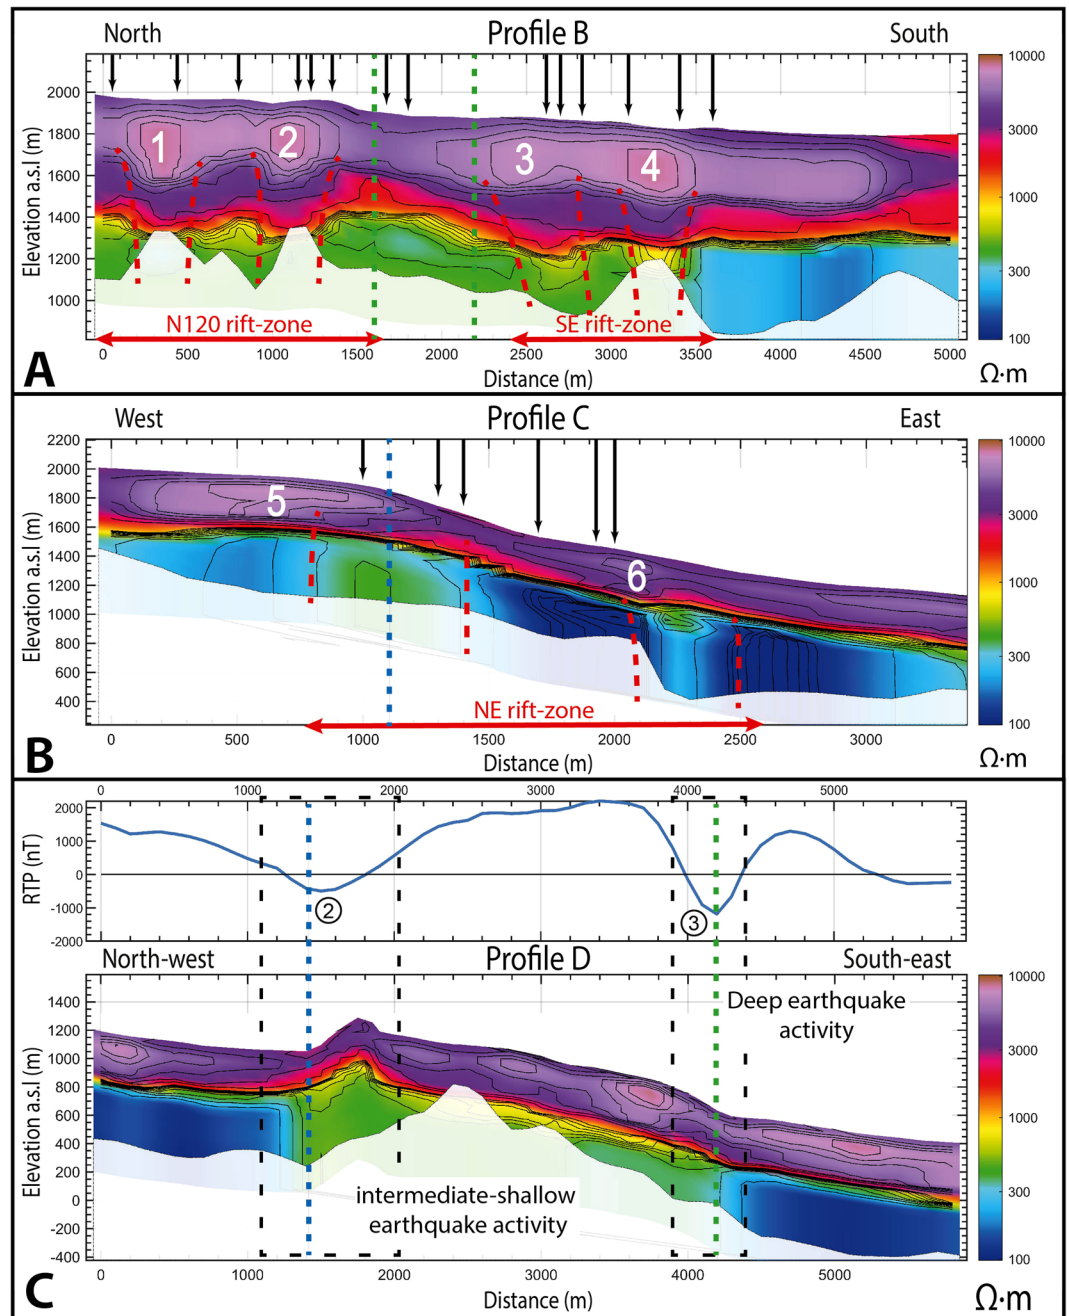 North Profile B South
2000
1800
1600
1400
1200
1000
Elevation a.s.l (m)
1 2 3 4
10000
3000
1000
300
100
Ω·m
N120 rift-zone SE rift-zone
0 500 1000 1500 2000 2500 3000 3500 4000 4500 5000
Distance (m)
A
West Profile C East
2200
2000
1800
1600
1400
1200
1000
800
600
400
Elevation a.s.l (m)
5 6
10000
3000
1000
300
100
Ω·m
NE rift-zone
0 500 1000 1500 2000 2500 3000
Distance (m)
B
0 1000 2000 3000 4000 5000
2000
1000
0
-1000
-2000
RTP (nT)
2 3
North-west Profile D South-east
1400
1200
1000
800
600
400
200
0
-200
-400
Elevation a.s.l (m)
Deep earthquake
activity
intermediate-shallow
earthquake activity
10000
3000
1000
300
100
Ω·m
0 1000 2000 3000 4000 5000
Distance (m)
C